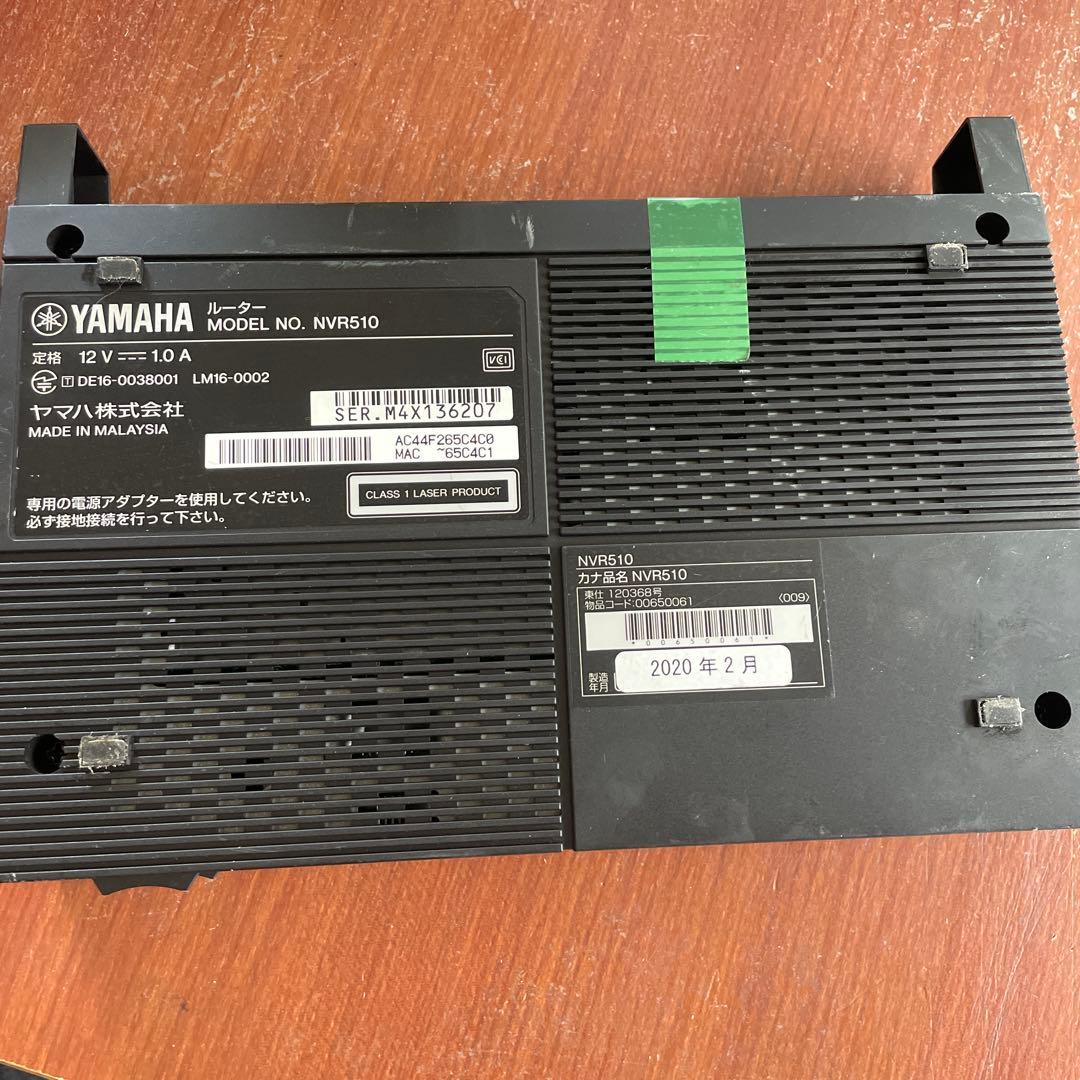 YAMAHA ルーター
MODEL NO. NVR510
定格 12 V ⎓ 1.0 A
VCI
T DE16-0038001 LM16-0002
ヤマハ株式会社
MADE IN MALAYSIA
SER.M4X136207
AC44F265C4C0
MAC ~65C4C1
CLASS 1 LASER PRODUCT
専用の電源アダプターを使用してください。
必ず接地接続を行って下さい。
NVR510
カナ品名 NVR510
東仕 120368号
物品コード:00650061 〈009〉
*00650061*
製造年月 2020年2月